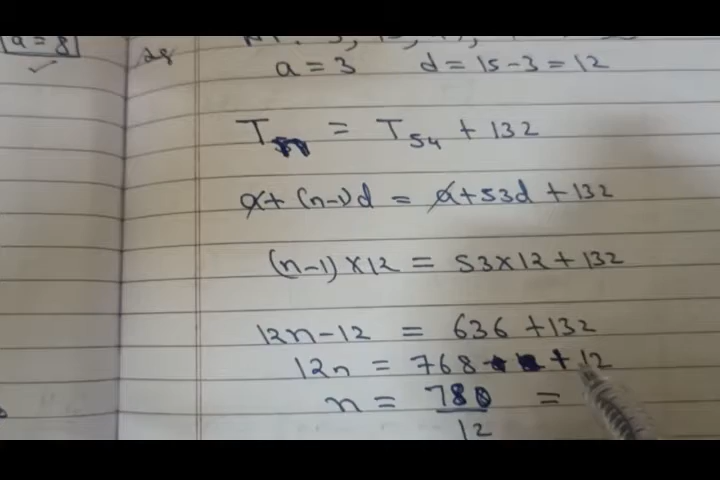 a = 8
28
a = 3 d = 15 - 3 = 12
Tn = T54 + 132
a + (n-1)d = a + 53d + 132
(n-1) × 12 = 53 × 12 + 132
12n - 12 = 636 + 132
12n = 768 + 12
n = 780/12 =